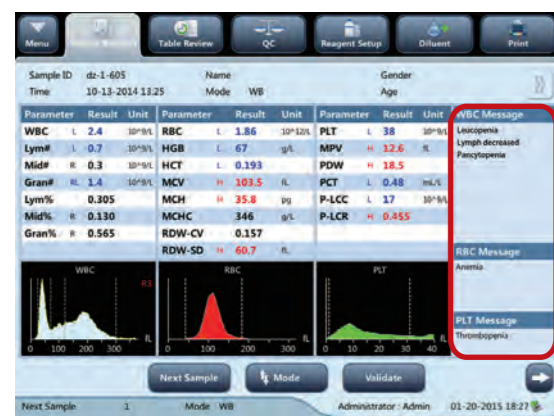 Menu
Table Review
QC
Reagent Setup
Diluent
Print
Sample ID dz-1-605 Name Gender
Time 10-13-2014 13:25 Mode WB Age
Parameter Result Unit Parameter Result Unit Parameter Result Unit WBC Message
WBC L 2.4 10^9/L RBC L 1.86 10^12/L PLT L 38 10^9/L Leucopenia
Lym# L 0.7 10^9/L HGB L 67 g/L MPV H 12.6 fL Lymph decreased
Mid# R 0.3 10^9/L HCT L 0.193 PDW H 18.5 Pancytopenia
Gran# RL 1.4 10^9/L MCV H 103.5 fL PCT L 0.48 mL/L
Lym% 0.305 MCH H 35.8 pg P-LCC L 17 10^9/L
Mid% R 0.130 MCHC 346 g/L P-LCR H 0.455
Gran% R 0.565 RDW-CV 0.157
RDW-SD H 60.7 fL RBC Message
WBC RBC PLT Anemia
R3
PLT Message
Thrombopenia
0 100 200 300 fL 0 100 200 300 fL 0 10 20 30 40 fL
Next Sample Mode Validate
Next Sample 1 Mode WB Administrator : Admin 01-20-2015 18:27